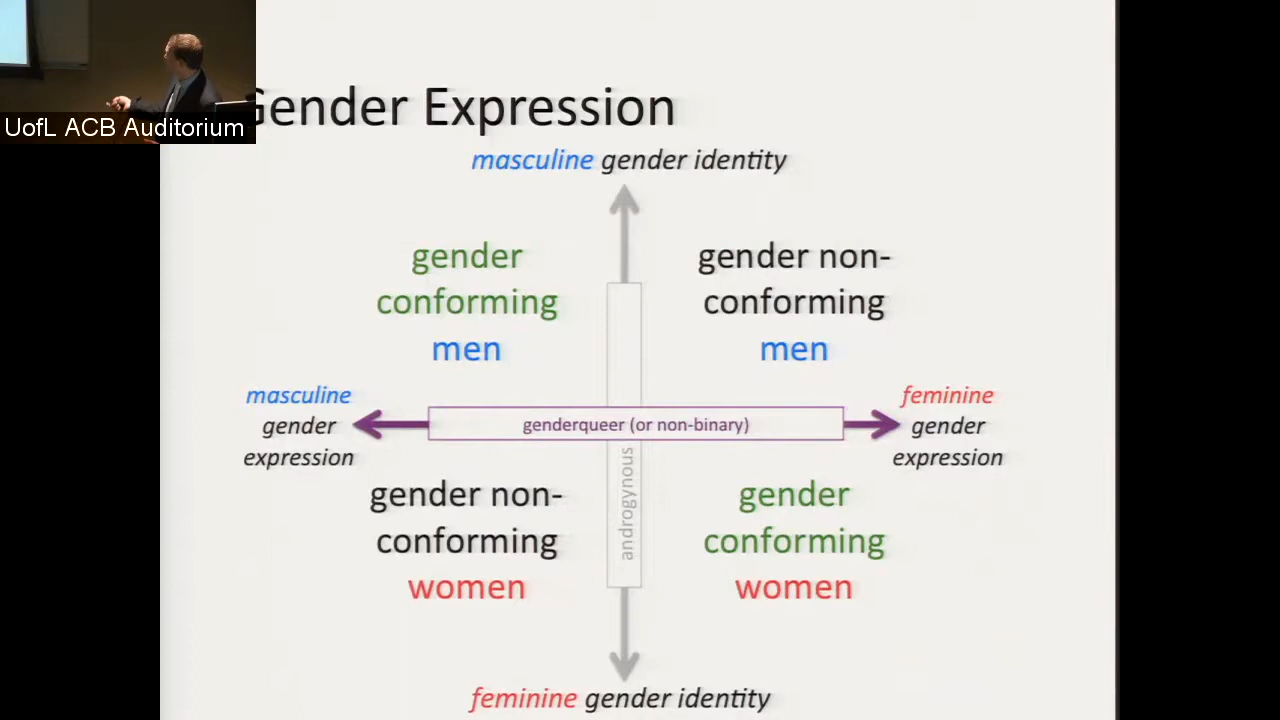 UofL ACB Auditorium
Gender Expression
masculine gender identity
gender
conforming
men
gender non-
conforming
men
masculine
gender
expression
genderqueer (or non-binary)
feminine
gender
expression
androgynous
gender non-
conforming
women
gender
conforming
women
feminine gender identity